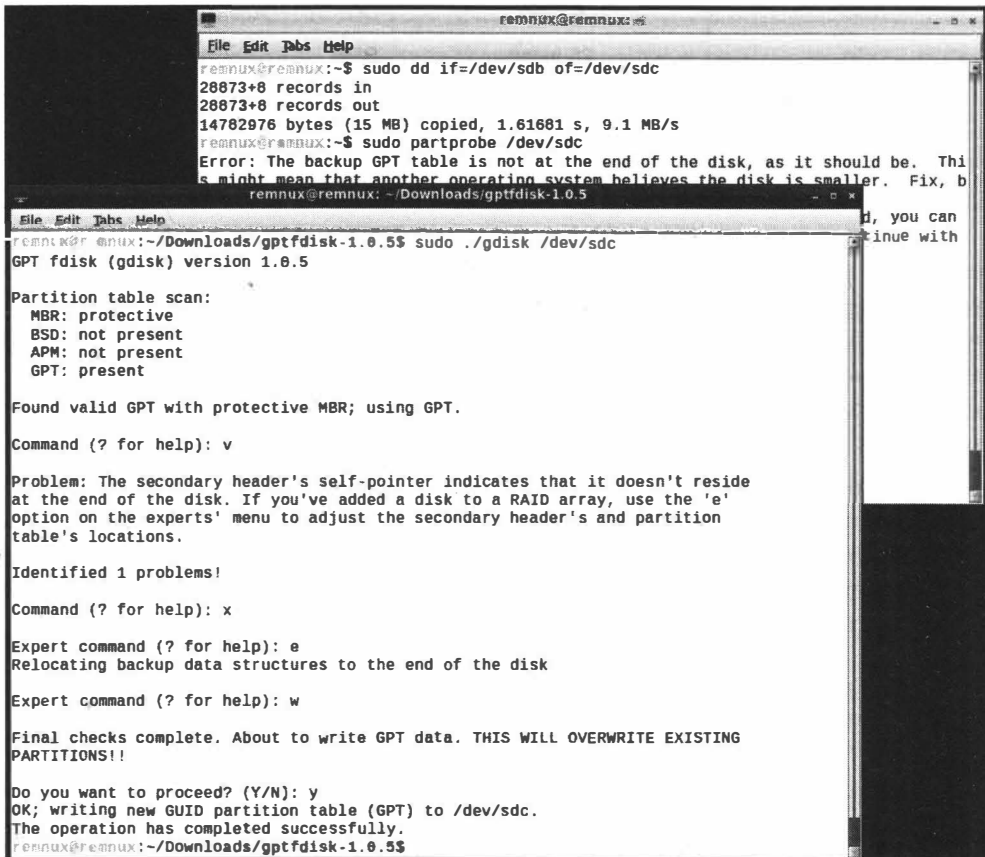 remnux@remnux: ~
File Edit Tabs Help
remnux@remnux:~$ sudo dd if=/dev/sdb of=/dev/sdc
28873+8 records in
28873+8 records out
14782976 bytes (15 MB) copied, 1.61681 s, 9.1 MB/s
remnux@remnux:~$ sudo partprobe /dev/sdc
Error: The backup GPT table is not at the end of the disk, as it should be. Thi
s might mean that another operating system believes the disk is smaller. Fix, b
d, you can
tinue with
remnux@remnux: ~/Downloads/gptfdisk-1.0.5
File Edit Tabs Help
remnux@remnux:~/Downloads/gptfdisk-1.0.5$ sudo ./gdisk /dev/sdc
GPT fdisk (gdisk) version 1.0.5
Partition table scan:
MBR: protective
BSD: not present
APM: not present
GPT: present
Found valid GPT with protective MBR; using GPT.
Command (? for help): v
Problem: The secondary header's self-pointer indicates that it doesn't reside
at the end of the disk. If you've added a disk to a RAID array, use the 'e'
option on the experts' menu to adjust the secondary header's and partition
table's locations.
Identified 1 problems!
Command (? for help): x
Expert command (? for help): e
Relocating backup data structures to the end of the disk
Expert command (? for help): w
Final checks complete. About to write GPT data. THIS WILL OVERWRITE EXISTING
PARTITIONS!!
Do you want to proceed? (Y/N): y
OK; writing new GUID partition table (GPT) to /dev/sdc.
The operation has completed successfully.
remnux@remnux:~/Downloads/gptfdisk-1.0.5$